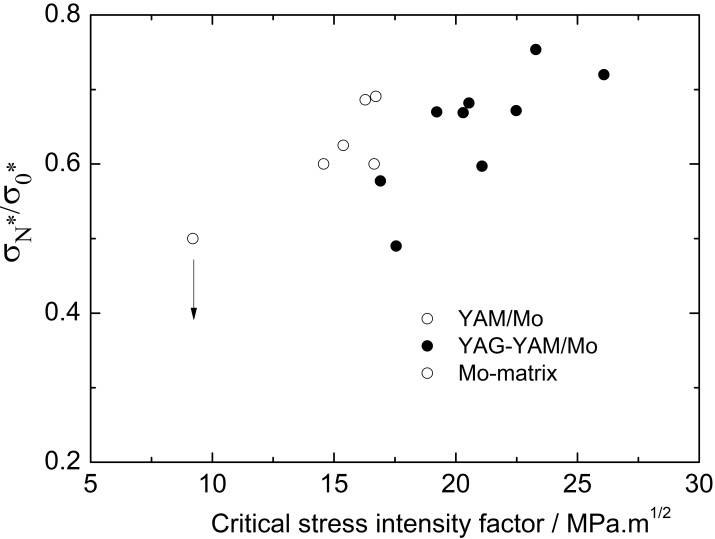 0.8
0.6
0.4
0.2
σN*/σ0*
YAM/Mo
YAG-YAM/Mo
Mo-matrix
5 10 15 20 25 30
Critical stress intensity factor / MPa.m1/2